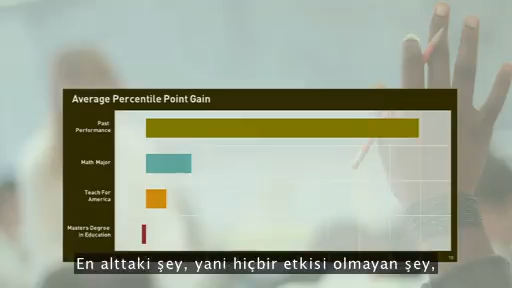 Average Percentile Point Gain
Past
Performance
Math Major
Teach For
America
Masters Degree
in Education
En alttaki şey, yani hiçbir etkisi olmayan şey,